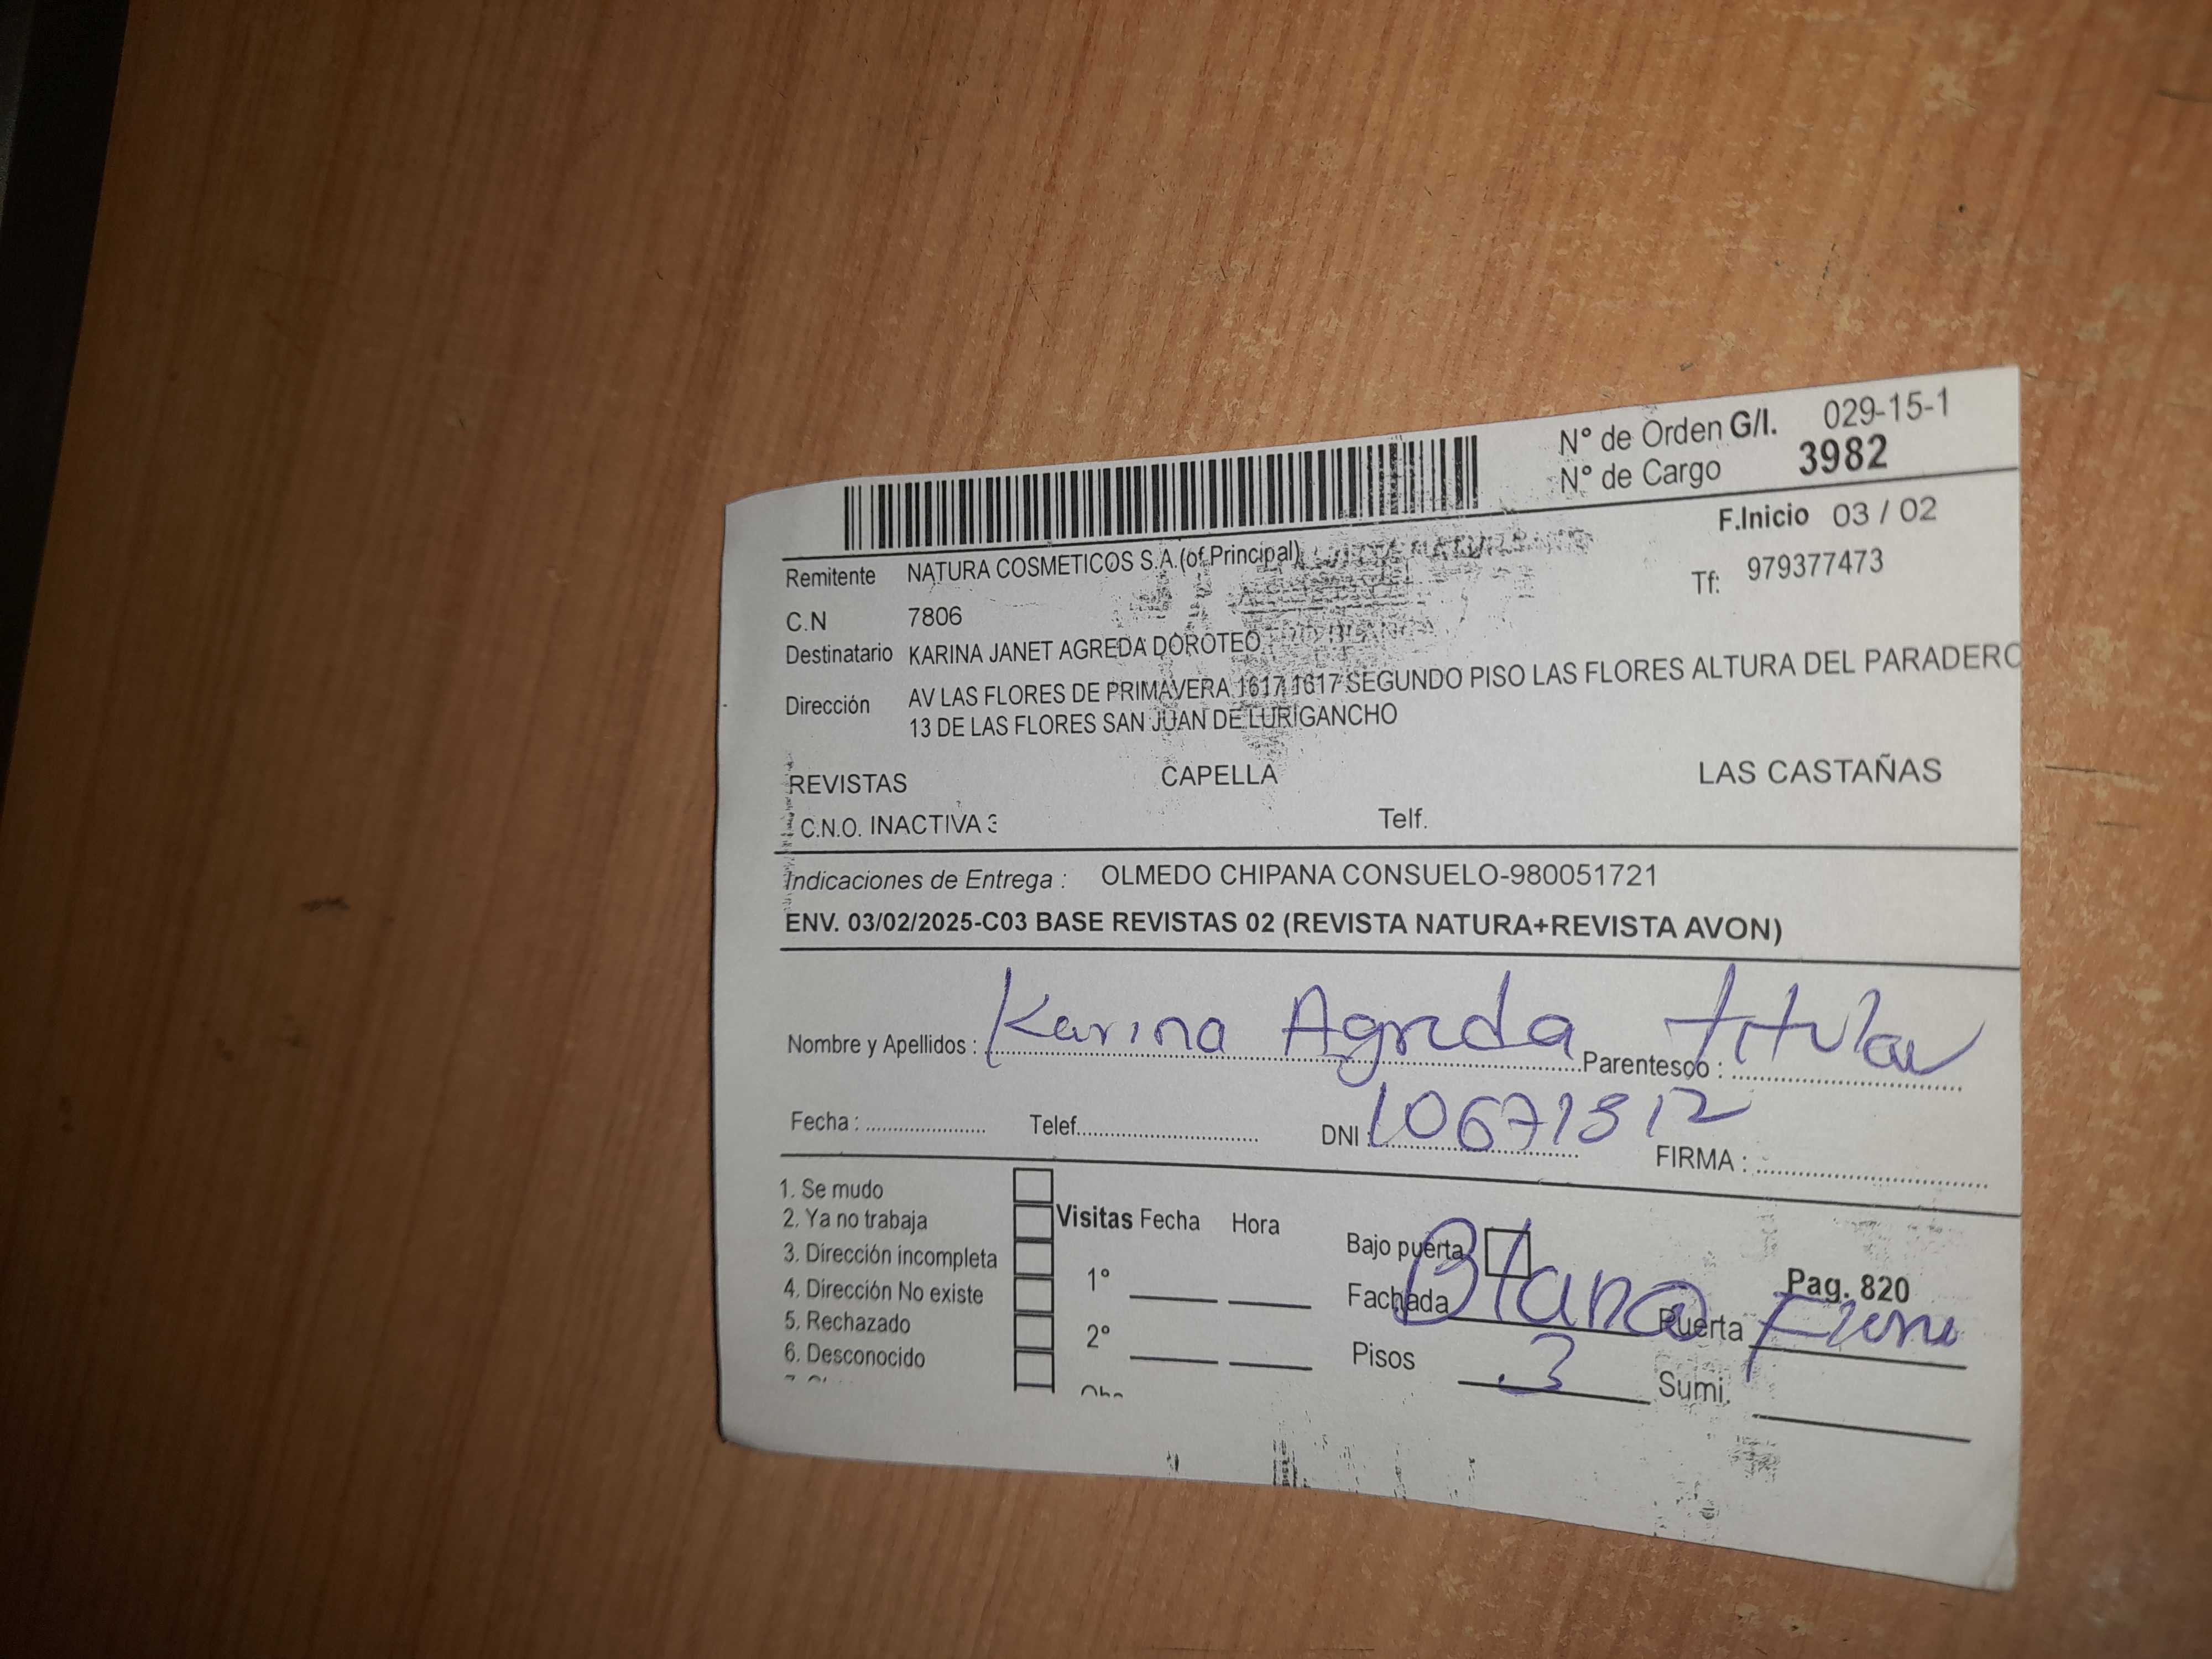 N° de Orden G/I. 029-15-1
N° de Cargo 3982
F.Inicio 03 / 02
Remitente NATURA COSMETICOS S.A.(of.Principal)
Tf: 979377473
C.N 7806
Destinatario KARINA JANET AGREDA DOROTEO
Dirección AV LAS FLORES DE PRIMAVERA 1617 1617 SEGUNDO PISO LAS FLORES ALTURA DEL PARADERO
13 DE LAS FLORES SAN JUAN DE LURIGANCHO
REVISTAS CAPELLA LAS CASTAÑAS
C.N.O. INACTIVA 3 Telf.
Indicaciones de Entrega : OLMEDO CHIPANA CONSUELO-980051721
ENV. 03/02/2025-C03 BASE REVISTAS 02 (REVISTA NATURA+REVISTA AVON)
Nombre y Apellidos : Karina Agreda Parentesco : titular
Fecha : Telef. DNI : 10671312 FIRMA :
1. Se mudo
2. Ya no trabaja
3. Dirección incompleta
4. Dirección No existe
5. Rechazado
6. Desconocido
Visitas Fecha Hora
1°
2°
Bajo puerta
Pag. 820
Fachada Puerta
Pisos 3 Sumi.